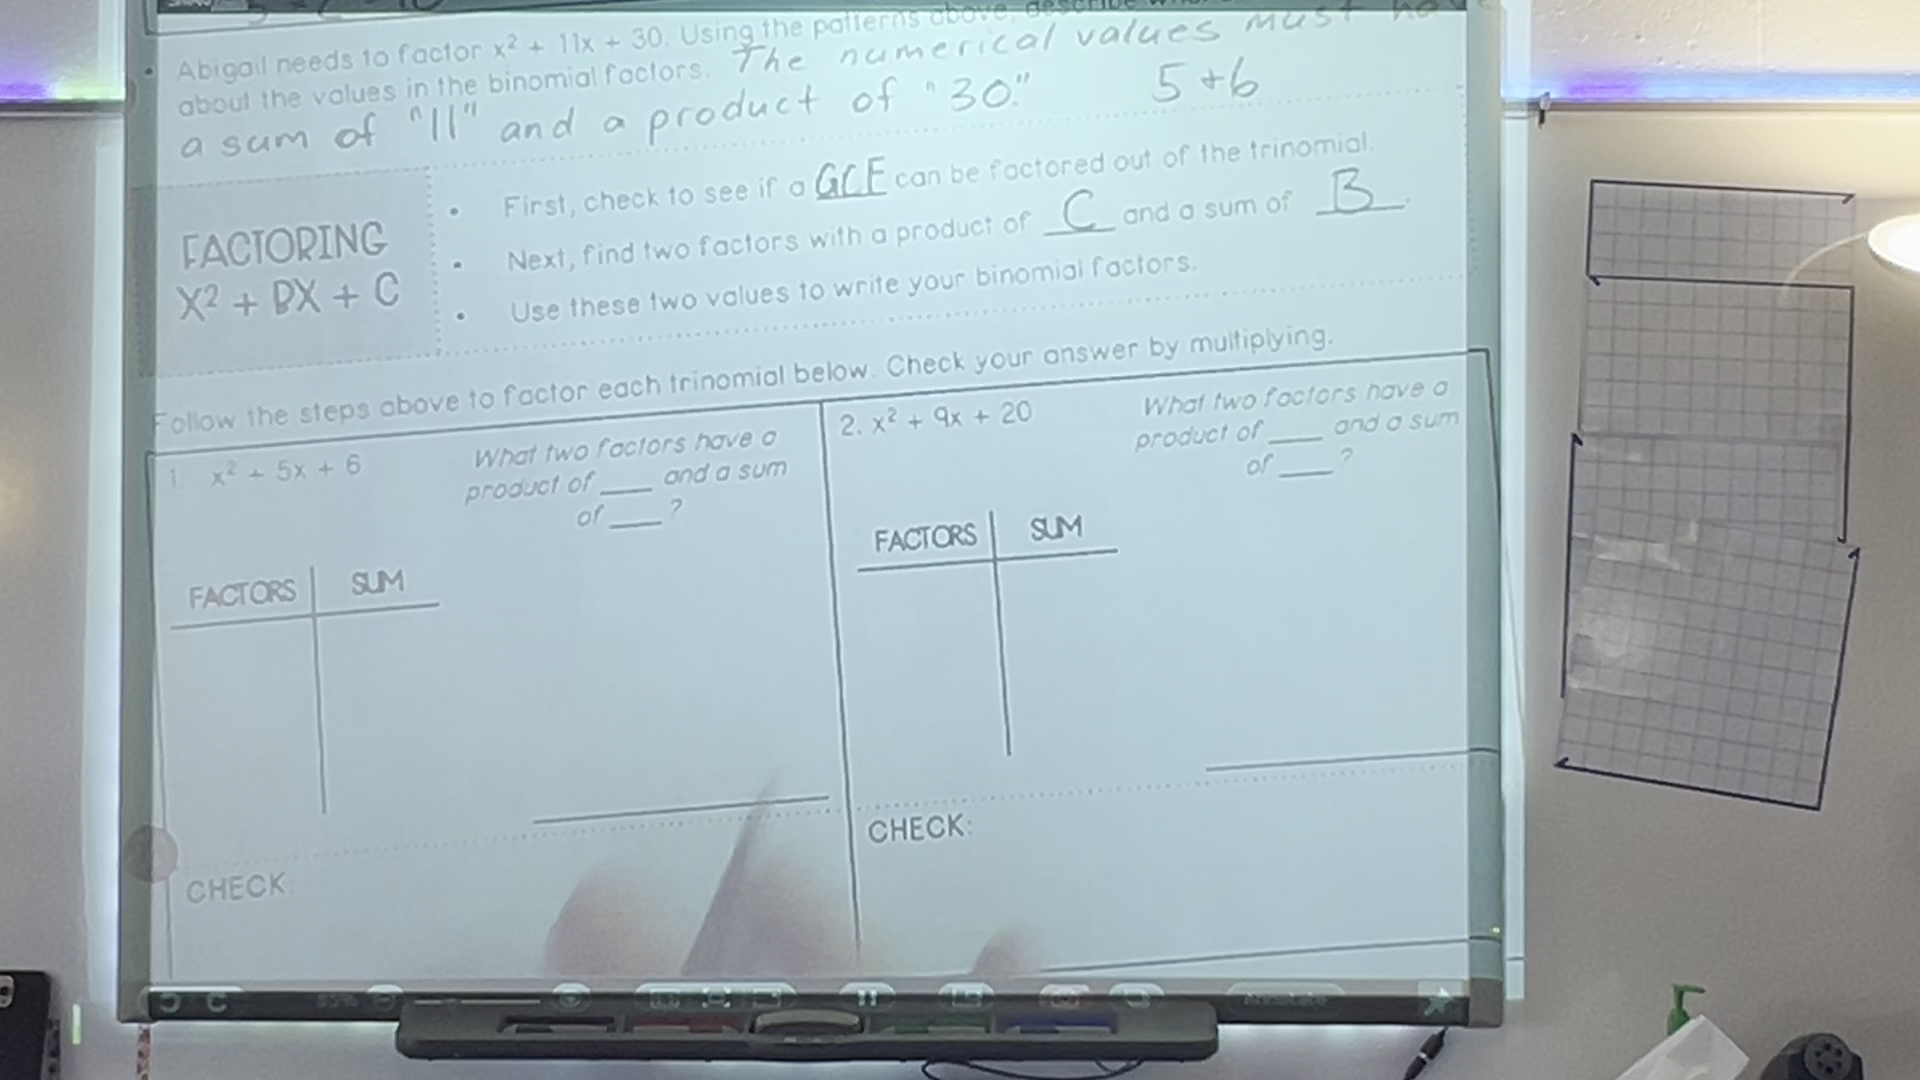 Abigail needs to factor x² + 11x + 30. Using the patterns above, describe
about the values in the binomial factors. The numerical values must
a sum of "11" and a product of "30." 5+6
FACTORING
X² + BX + C
• First, check to see if a GCF can be factored out of the trinomial.
• Next, find two factors with a product of C and a sum of B.
• Use these two values to write your binomial factors.
Follow the steps above to factor each trinomial below. Check your answer by multiplying.
1. x² + 5x + 6
What two factors have a
product of ___ and a sum
of ___?
FACTORS SUM
CHECK:
2. x² + 9x + 20
What two factors have a
product of ___ and a sum
of ___?
FACTORS SUM
CHECK: